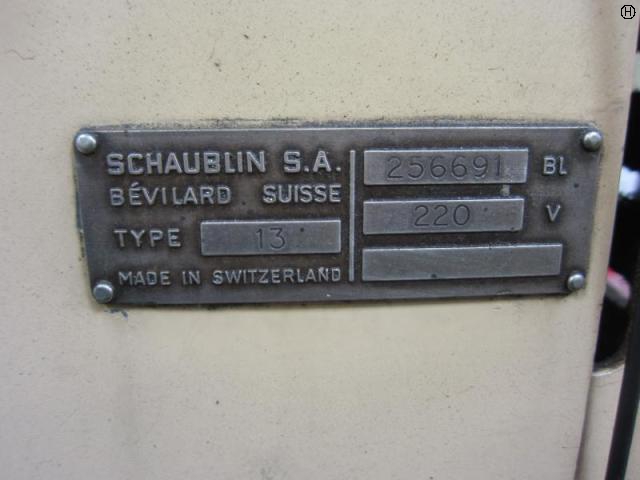 SCHAUBLIN S.A.
BÉVILARD SUISSE
TYPE 13
MADE IN SWITZERLAND
256691 BL
220 V
H